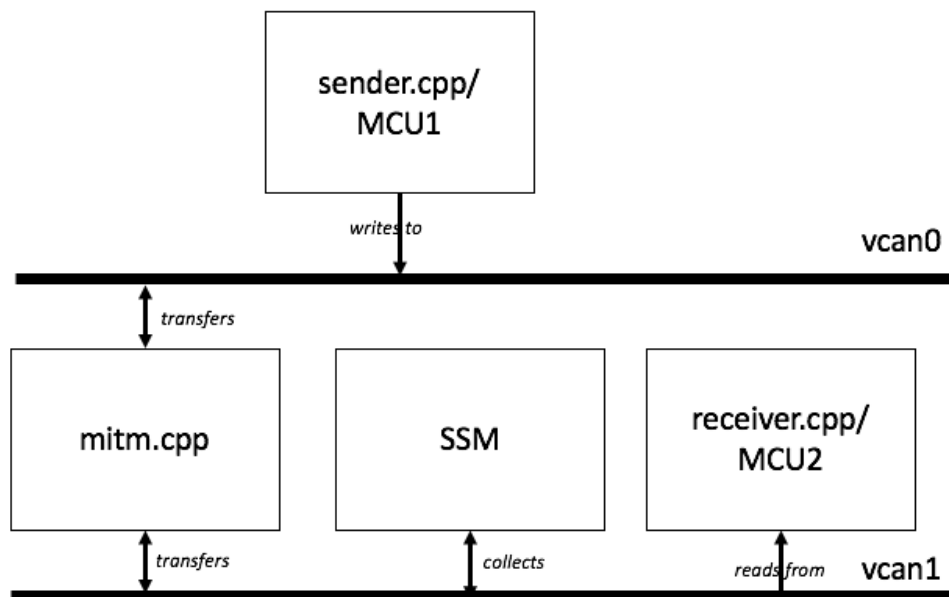 sender.cpp/
MCU1
writes to
vcan0
transfers
mitm.cpp
SSM
receiver.cpp/
MCU2
transfers
collects
reads from
vcan1